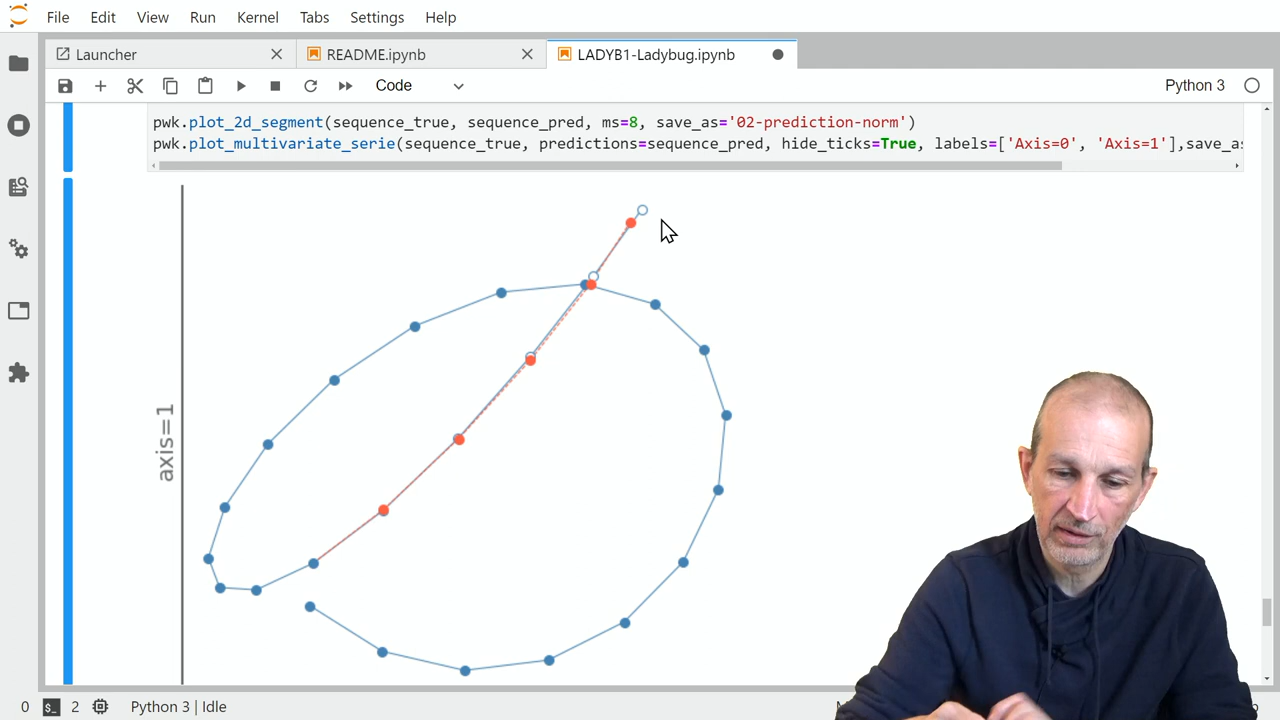 File Edit View Run Kernel Tabs Settings Help
Launcher README.ipynb LADYB1-Ladybug.ipynb
Code Python 3
pwk.plot_2d_segment(sequence_true, sequence_pred, ms=8, save_as='02-prediction-norm')
pwk.plot_multivariate_serie(sequence_true, predictions=sequence_pred, hide_ticks=True, labels=['Axis=0', 'Axis=1'],save_as
axis=1
0 $_ 2 Python 3 | Idle